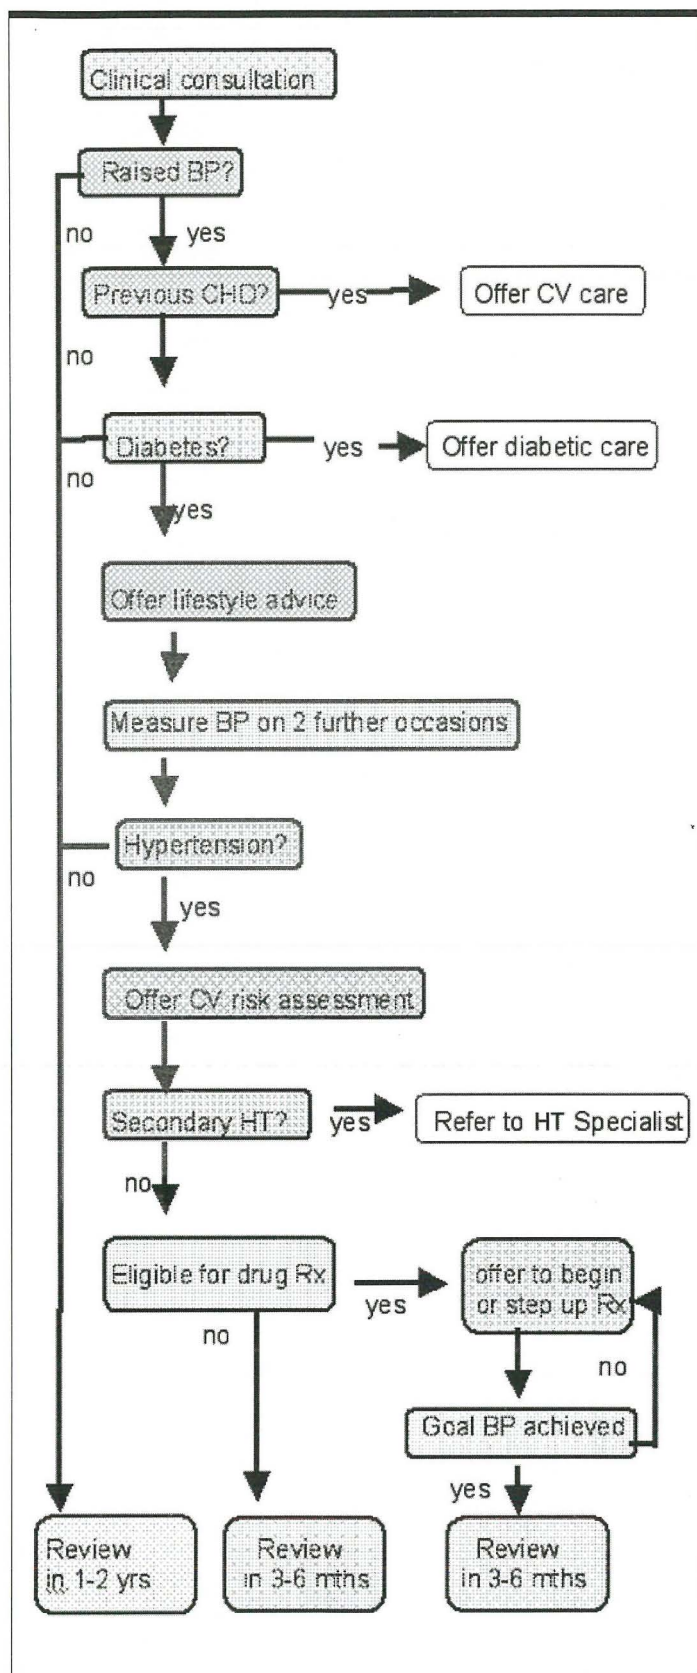 Clinical consultation
Raised BP?
no
yes
Previous CHD?
yes
Offer CV care
no
Diabetes?
yes
Offer diabetic care
no
yes
Offer lifestyle advice
Measure BP on 2 further occasions
Hypertension?
no
yes
Offer CV risk assessment
Secondary HT?
yes
Refer to HT Specialist
no
Eligible for drug Rx
yes
offer to begin
or step up Rx
no
no
Goal BP achieved
yes
Review
in 1-2 yrs
Review
in 3-6 mths
Review
in 3-6 mths